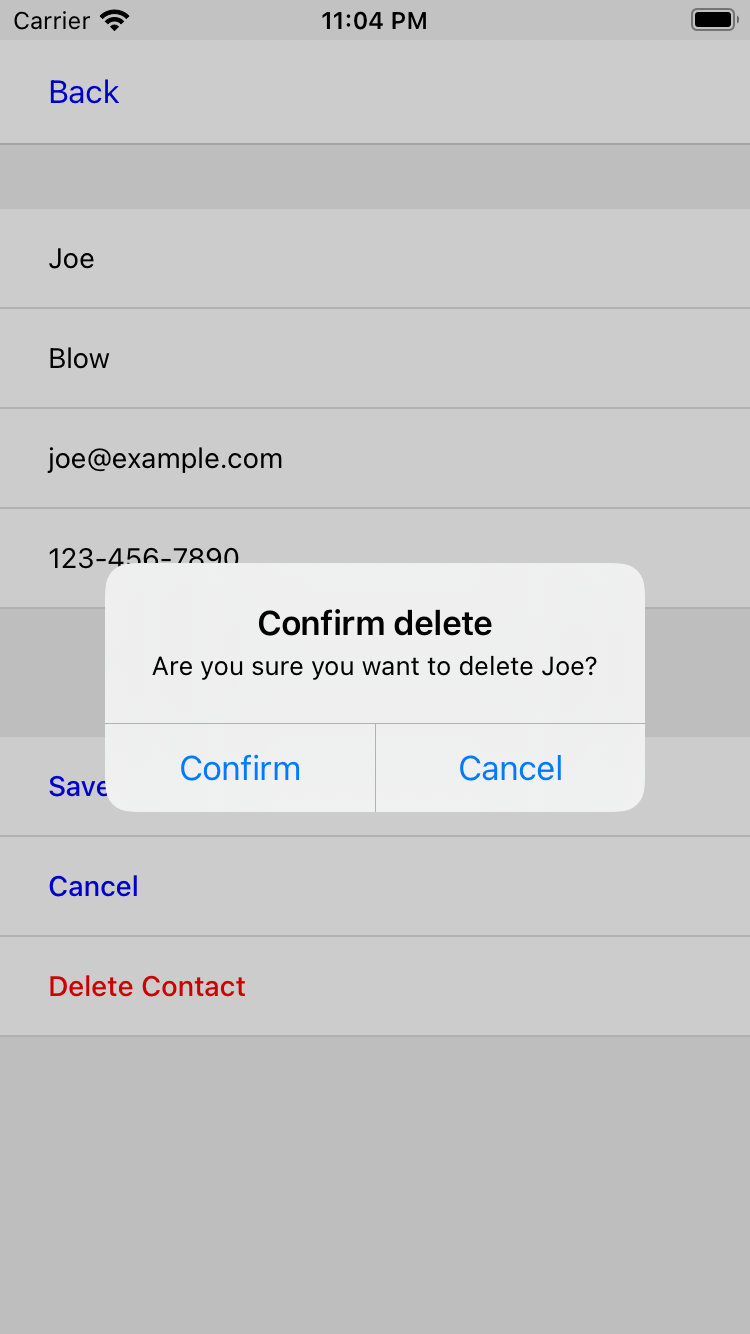 Carrier 11:04 PM
Back
Joe
Blow
joe@example.com
123-456-7890
Confirm delete
Are you sure you want to delete Joe?
Confirm Cancel
Save
Cancel
Delete Contact